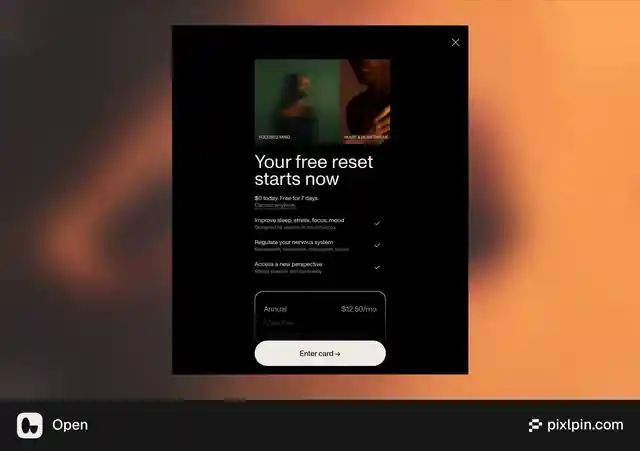 Your free reset
starts now
$0 today. Free for 7 days.
Cancel anytime.
Improve sleep, stress, focus, mood
Regulate your nervous system
Access a new perspective
Annual
$12.50/mo
Enter card →
Open
pixlpin.com